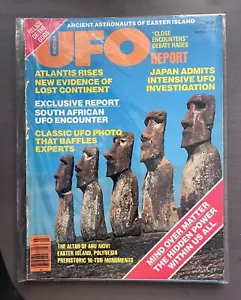 ANCIENT ASTRONAUTS OF EASTER ISLAND
UFO
REPORT
"CLOSE
ENCOUNTERS"
DEBATE RAGES
ATLANTIS RISES
NEW EVIDENCE OF
LOST CONTINENT
JAPAN ADMITS
INTENSIVE UFO
INVESTIGATION
EXCLUSIVE REPORT
SOUTH AFRICAN
UFO ENCOUNTER
CLASSIC UFO PHOTO
THAT BAFFLES
EXPERTS
THE ALTAR OF AHU AKIVI
EASTER ISLAND, POLYNESIA
PREHISTORIC 16-TON MONUMENTS
MIND OVER MATTER
THE HIDDEN POWER
WITHIN US ALL